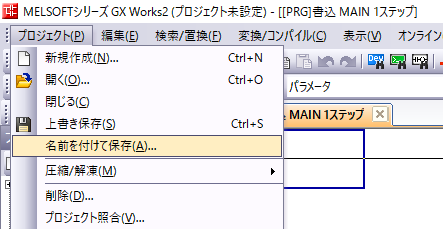 MELSOFTシリーズ GX Works2 (プロジェクト未設定) - [[PRG]書込 MAIN 1ステップ]
プロジェクト(P) 編集(E) 検索/置換(F) 変換/コンパイル(C) 表示(V) オンライン
新規作成(N)... Ctrl+N
開く(O)... Ctrl+O
閉じる(C)
上書き保存(S) Ctrl+S
名前を付けて保存(A)...
圧縮/解凍(M)
削除(D)...
プロジェクト照合(V)...
Dev
パラメータ
MAIN 1ステップ